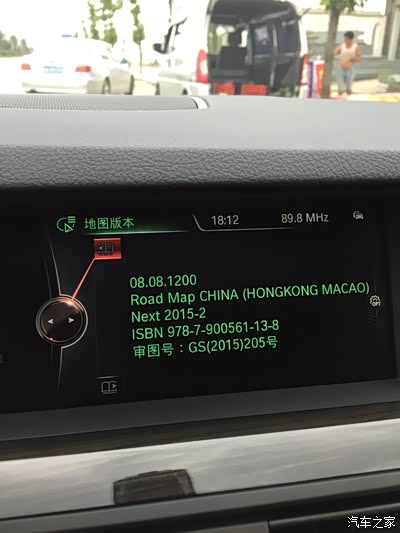 地图版本
18:12
89.8 MHz
08.08.1200
Road Map CHINA (HONGKONG MACAO)
Next 2015-2
ISBN 978-7-900561-13-8
审图号：GS(2015)205号
OPT
汽车之家